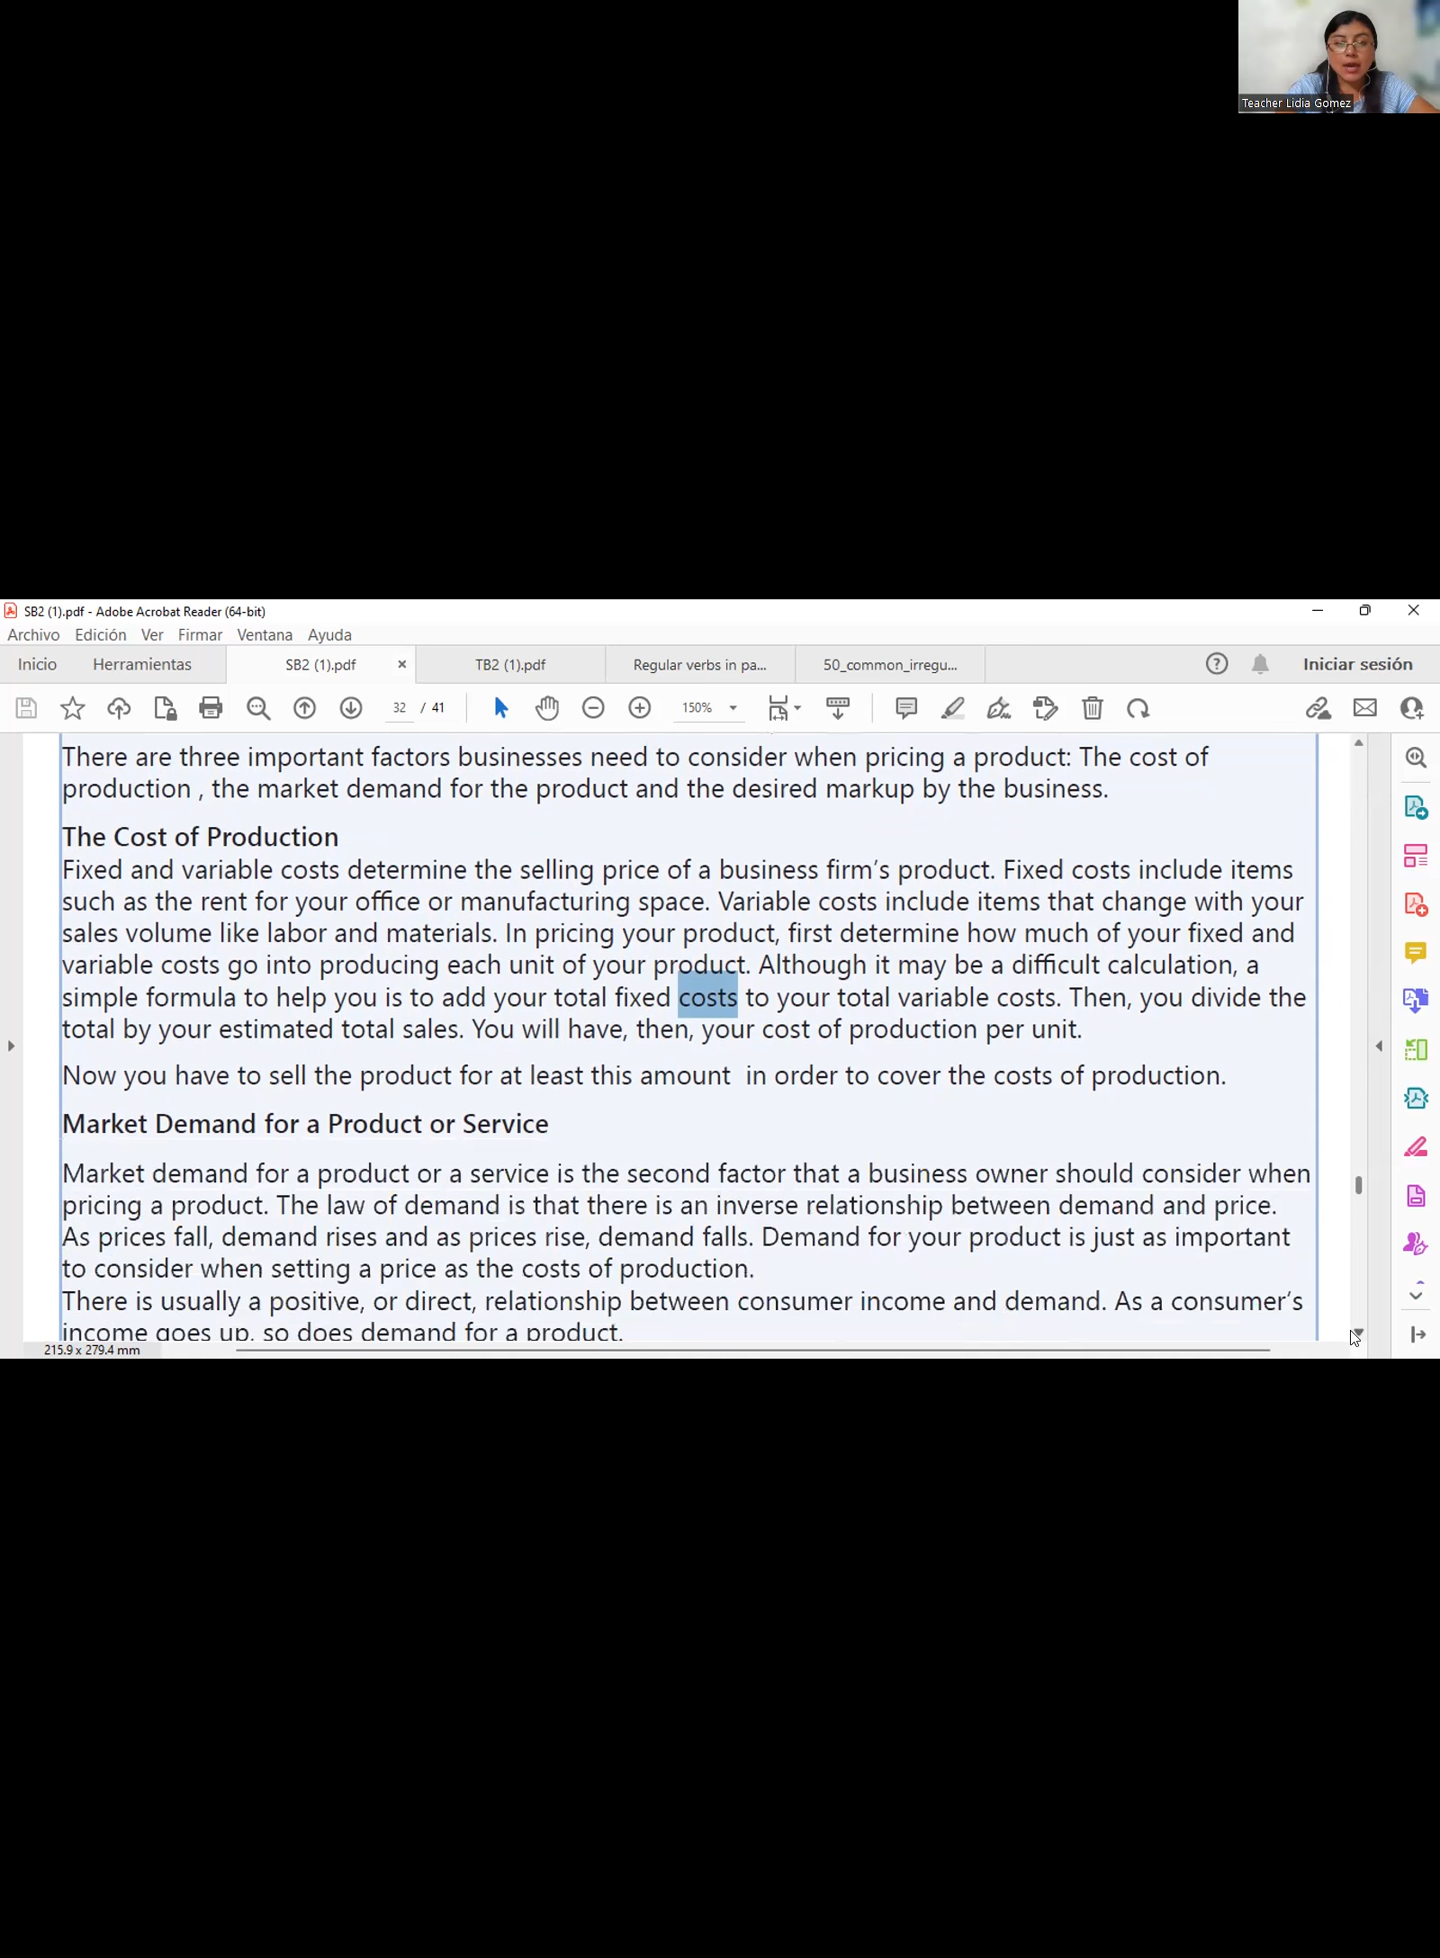 Teacher Lidia Gomez
SB2 (1).pdf - Adobe Acrobat Reader (64-bit)
Archivo Edición Ver Firmar Ventana Ayuda
Inicio Herramientas SB2 (1).pdf TB2 (1).pdf Regular verbs in pa... 50_common_irregu... Iniciar sesión
32 / 41 150%
There are three important factors businesses need to consider when pricing a product: The cost of
production , the market demand for the product and the desired markup by the business.
The Cost of Production
Fixed and variable costs determine the selling price of a business firm’s product. Fixed costs include items
such as the rent for your office or manufacturing space. Variable costs include items that change with your
sales volume like labor and materials. In pricing your product, first determine how much of your fixed and
variable costs go into producing each unit of your product. Although it may be a difficult calculation, a
simple formula to help you is to add your total fixed costs to your total variable costs. Then, you divide the
total by your estimated total sales. You will have, then, your cost of production per unit.
Now you have to sell the product for at least this amount  in order to cover the costs of production.
Market Demand for a Product or Service
Market demand for a product or a service is the second factor that a business owner should consider when
pricing a product. The law of demand is that there is an inverse relationship between demand and price.
As prices fall, demand rises and as prices rise, demand falls. Demand for your product is just as important
to consider when setting a price as the costs of production.
There is usually a positive, or direct, relationship between consumer income and demand. As a consumer’s
income goes up, so does demand for a product.
215.9 x 279.4 mm